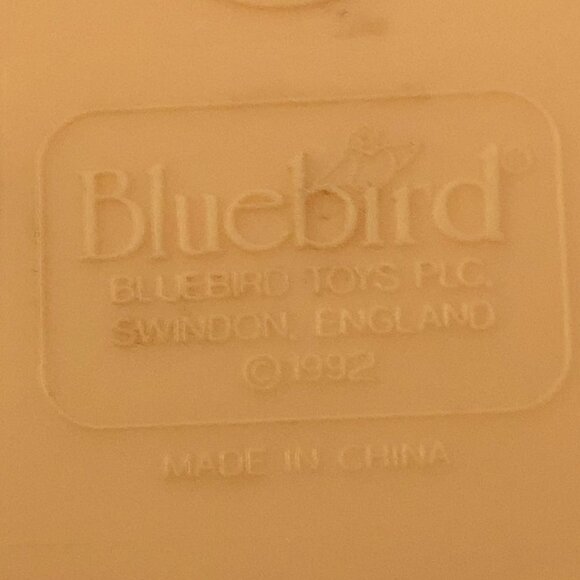 Bluebird®
BLUEBIRD TOYS PLC.
SWINDON, ENGLAND
©1992
MADE IN CHINA